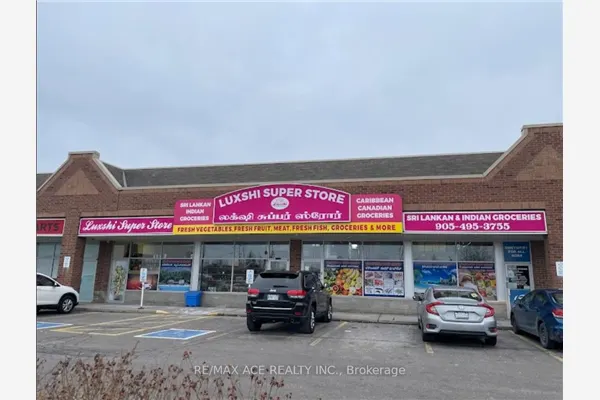 LUXSHI SUPER STORE
லக்ஷி சுப்பர் ஸ்ரோர்
SRI LANKAN
INDIAN
GROCERIES
CARIBBEAN
CANADIAN
GROCERIES
FRESH VEGETABLES, FRESH FRUIT, MEAT, FRESH FISH, GROCERIES & MORE
Luxshi Super Store
SRI LANKAN & INDIAN GROCERIES
905-495-3755
RE/MAX ACE REALTY INC., Brokerage